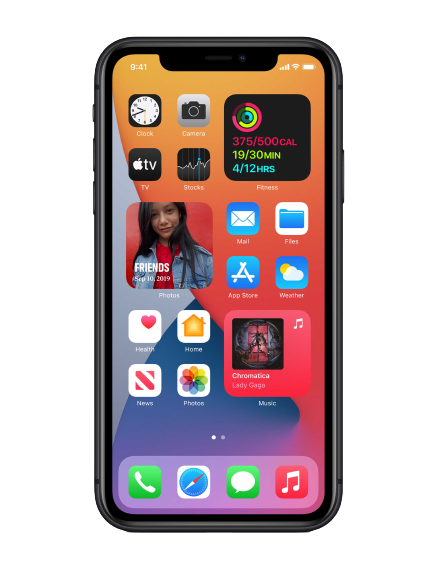 9:41
Clock
Camera
375/500CAL
19/30MIN
4/12HRS
tv
TV
Stocks
Fitness
FRIENDS
Sep 10, 2019
Photos
Mail
Files
App Store
Weather
Health
Home
Chromatica
Lady Gaga
News
Photos
Music